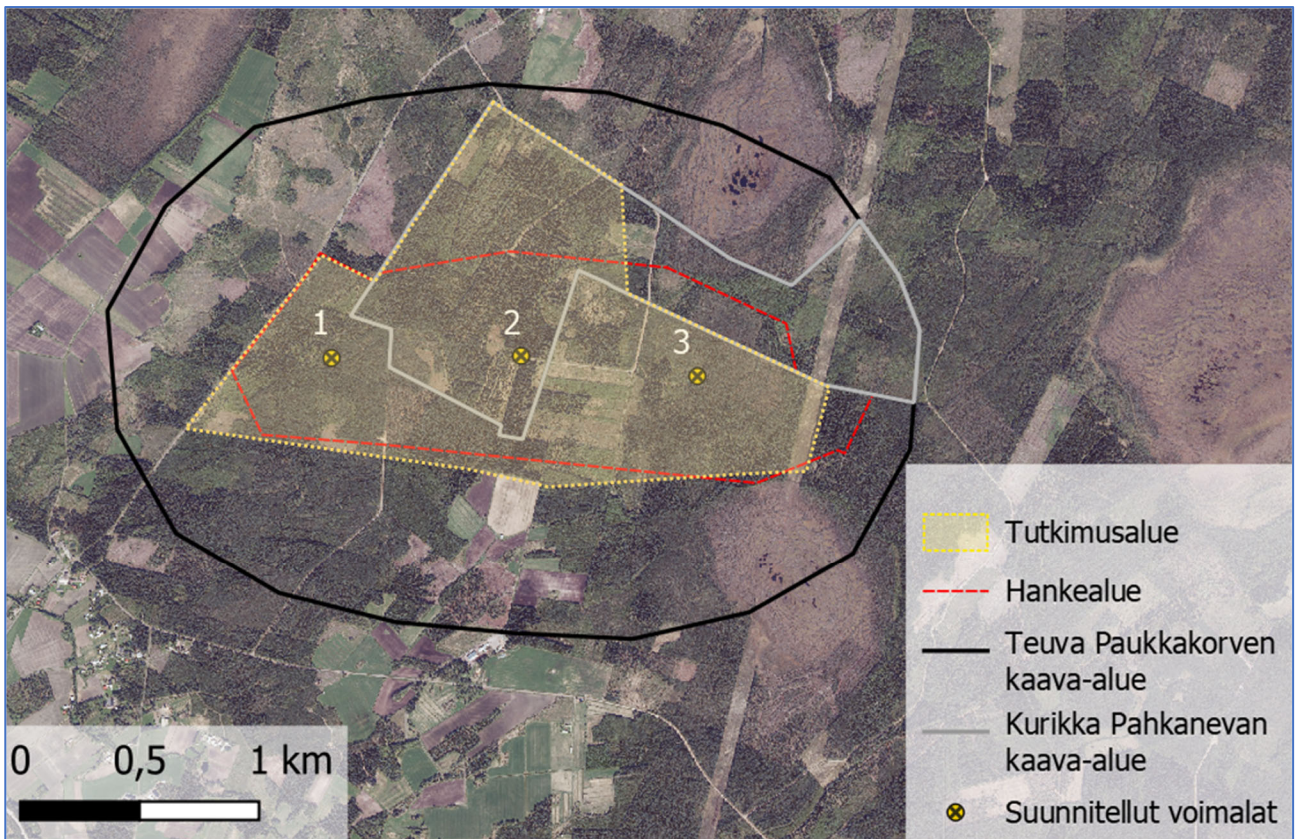 1
2
3
Tutkimusalue
Hankealue
Teuva Paukkakorven
kaava-alue
Kurikka Pahkanevan
kaava-alue
Suunnitellut voimalat
0 0,5 1 km